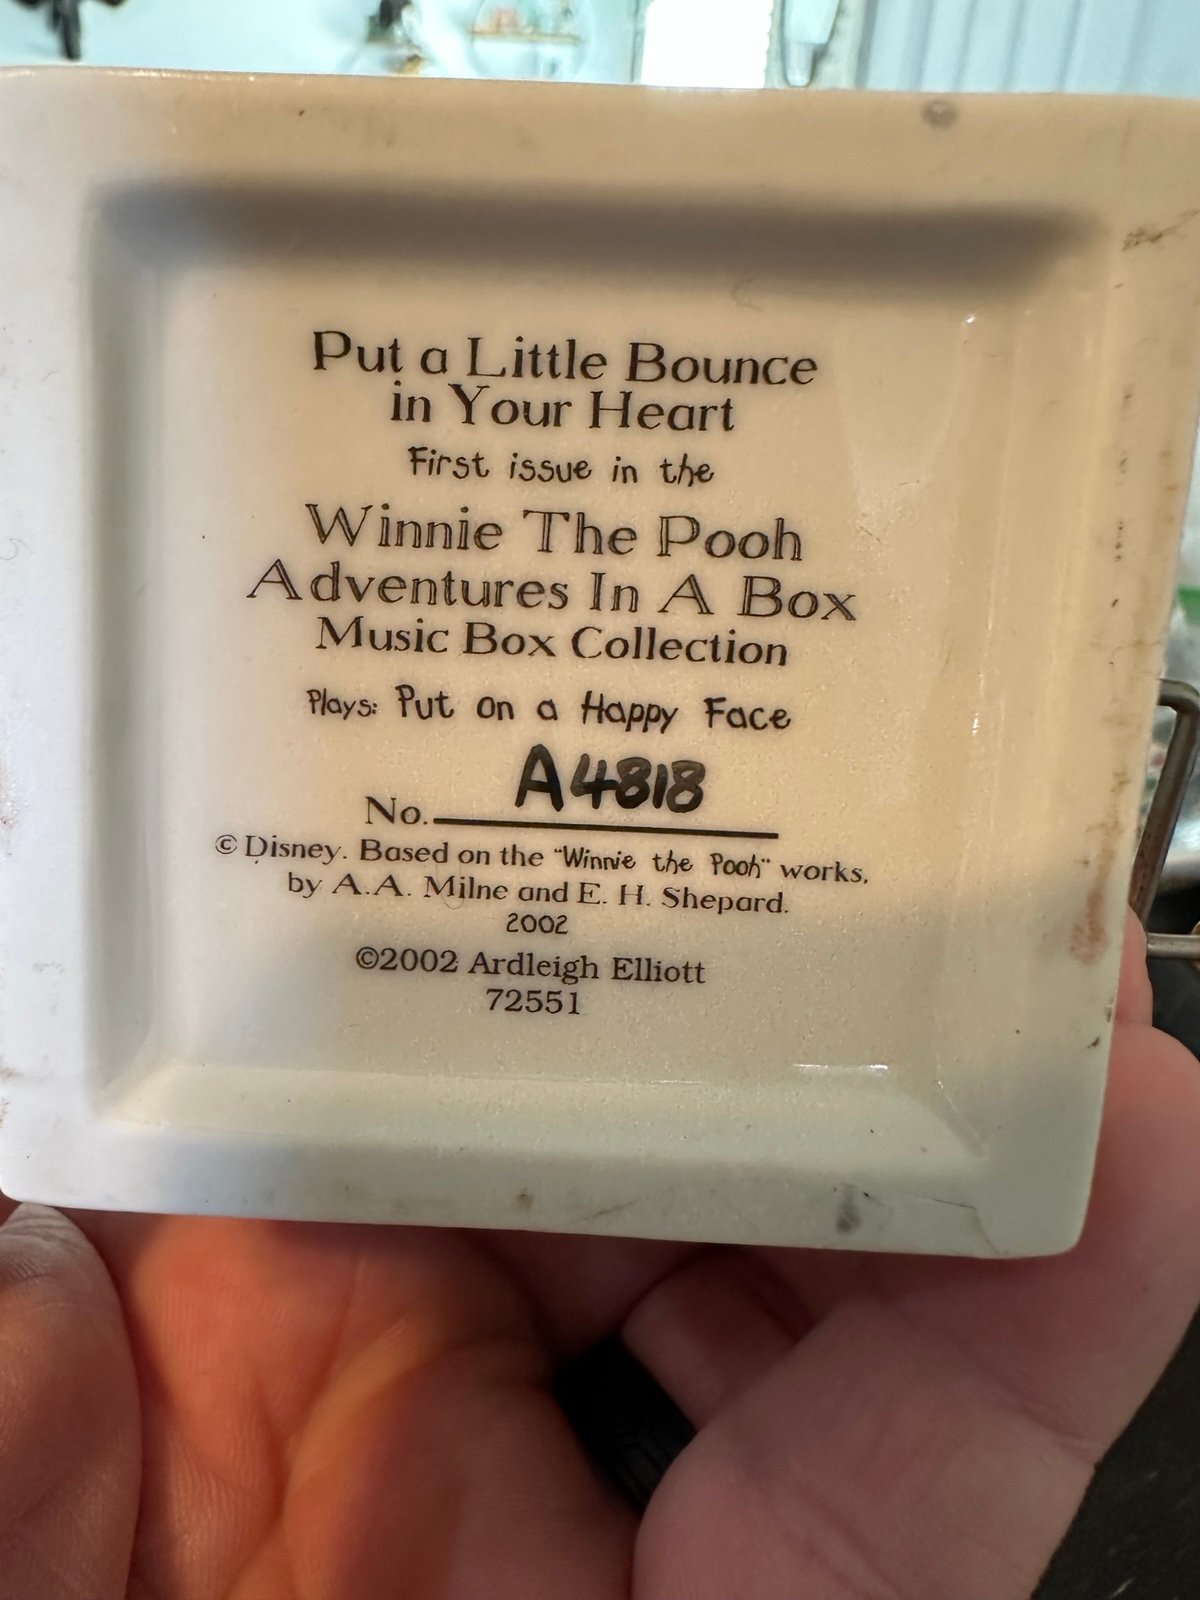 Put a Little Bounce
in Your Heart
First issue in the
Winnie The Pooh
Adventures In A Box
Music Box Collection
Plays: Put on a Happy Face
A4818
No.
© Disney. Based on the "Winnie the Pooh" works,
by A.A. Milne and E. H. Shepard.
2002
©2002 Ardleigh Elliott
72551